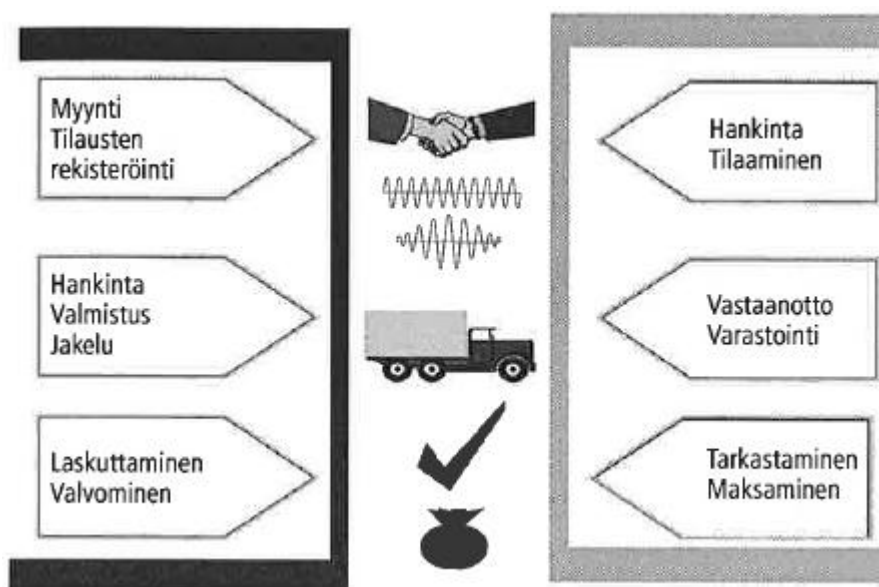 Myynti
Tilausten
rekisteröinti
Hankinta
Tilaaminen
Hankinta
Valmistus
Jakelu
Vastaanotto
Varastointi
Laskuttaminen
Valvominen
Tarkastaminen
Maksaminen